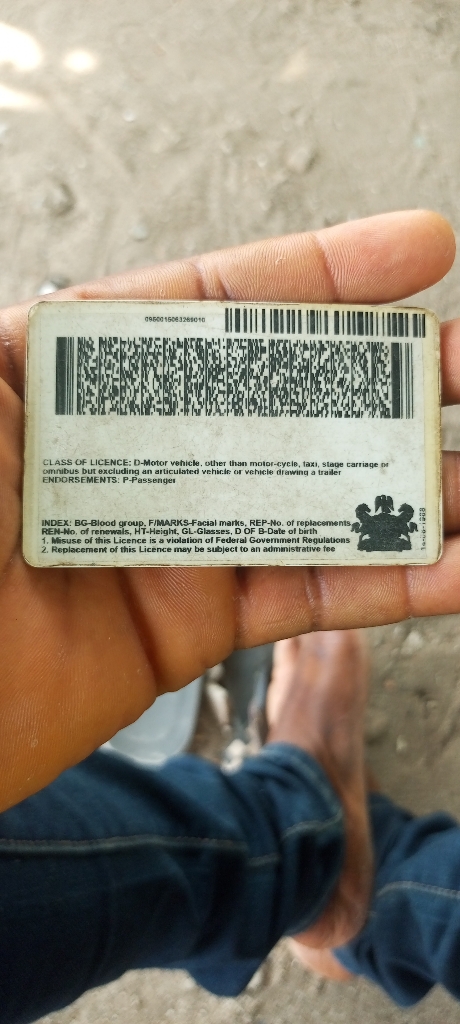 CLASS OF LICENCE: D-Motor vehicle, other than motor-cycle, taxi, stage carriage or
omnibus but excluding an articulated vehicle or vehicle drawing a trailer
ENDORSEMENTS: P-Passenger
INDEX: BG-Blood group, F/MARKS-Facial marks, REP-No. of replacements,
REN-No. of renewals, HT-Height, GL-Glasses, D OF B-Date of birth
1. Misuse of this Licence is a violation of Federal Government Regulations
2. Replacement of this Licence may be subject to an administrative fee